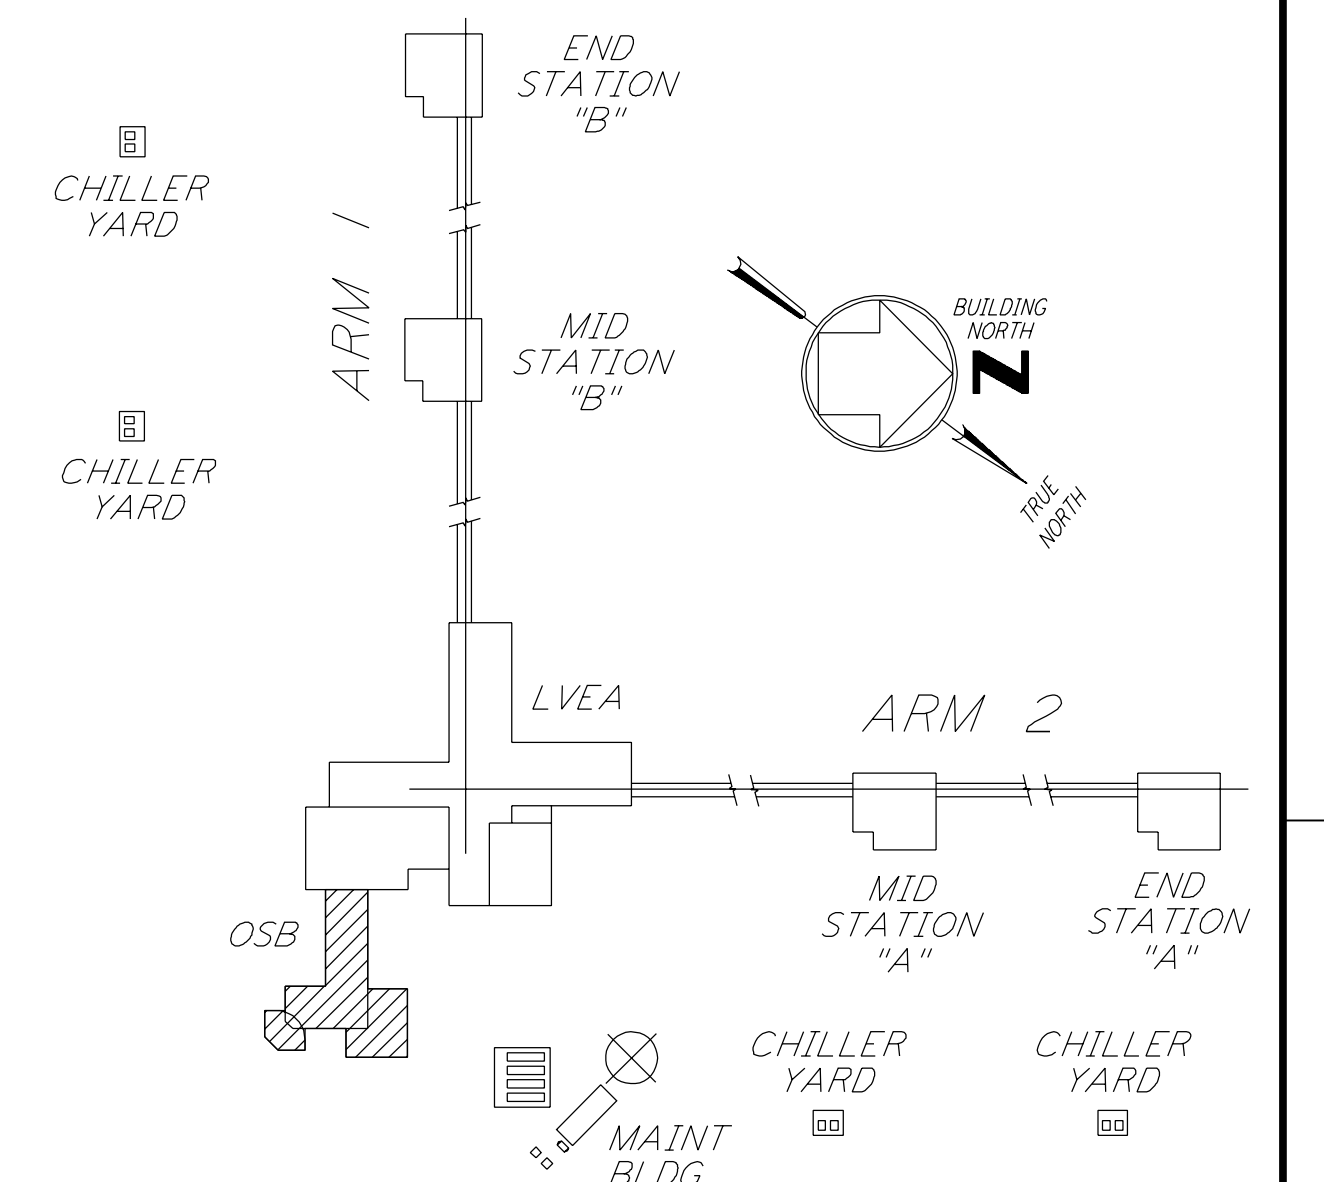 END
STATION
"B"
CHILLER
YARD
ARM 1
BUILDING
NORTH
N
MID
STATION
"B"
CHILLER
YARD
TRUE
NORTH
LVEA
ARM 2
MID
STATION
"A"
END
STATION
"A"
OSB
CHILLER
YARD
CHILLER
YARD
MAINT
BLDG